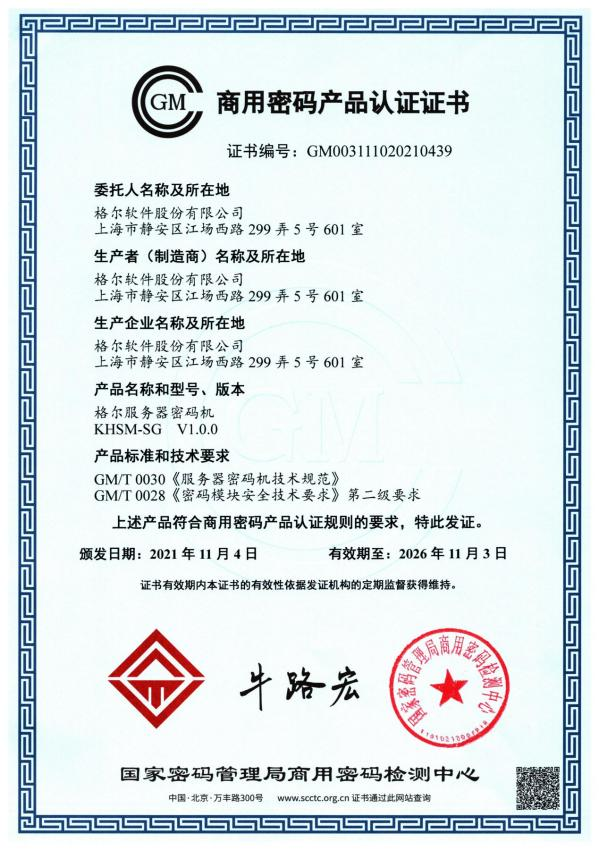 GM
商用密码产品认证证书
证书编号：GM003111020210439
委托人名称及所在地
格尔软件股份有限公司
上海市静安区江场西路 299 弄 5 号 601 室
生产者（制造商）名称及所在地
格尔软件股份有限公司
上海市静安区江场西路 299 弄 5 号 601 室
生产企业名称及所在地
格尔软件股份有限公司
上海市静安区江场西路 299 弄 5 号 601 室
产品名称和型号、版本
格尔服务器密码机
KHSM-SG V1.0.0
产品标准和技术要求
GM/T 0030《服务器密码机技术规范》
GM/T 0028《密码模块安全技术要求》第二级要求
上述产品符合商用密码产品认证规则的要求，特此发证。
颁发日期：2021 年 11 月 4 日 有效期至：2026 年 11 月 3 日
证书有效期内本证书的有效性依据发证机构的定期监督获得维持。
牛路宏
国家密码管理局商用密码检测中心
国家密码管理局商用密码检测中心
中国·北京·万丰路300号 www.scctc.org.cn 证书通过此网站查询